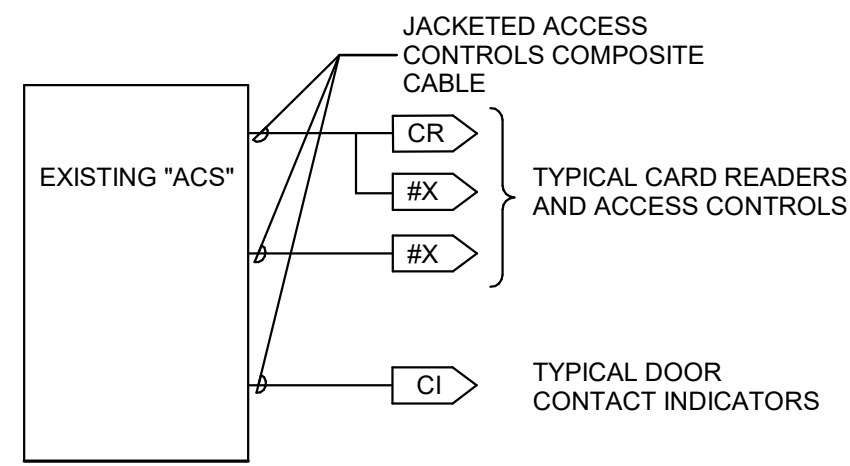 JACKETED ACCESS
CONTROLS COMPOSITE
CABLE
EXISTING "ACS"
CR
#X
#X
TYPICAL CARD READERS
AND ACCESS CONTROLS
CI
TYPICAL DOOR
CONTACT INDICATORS